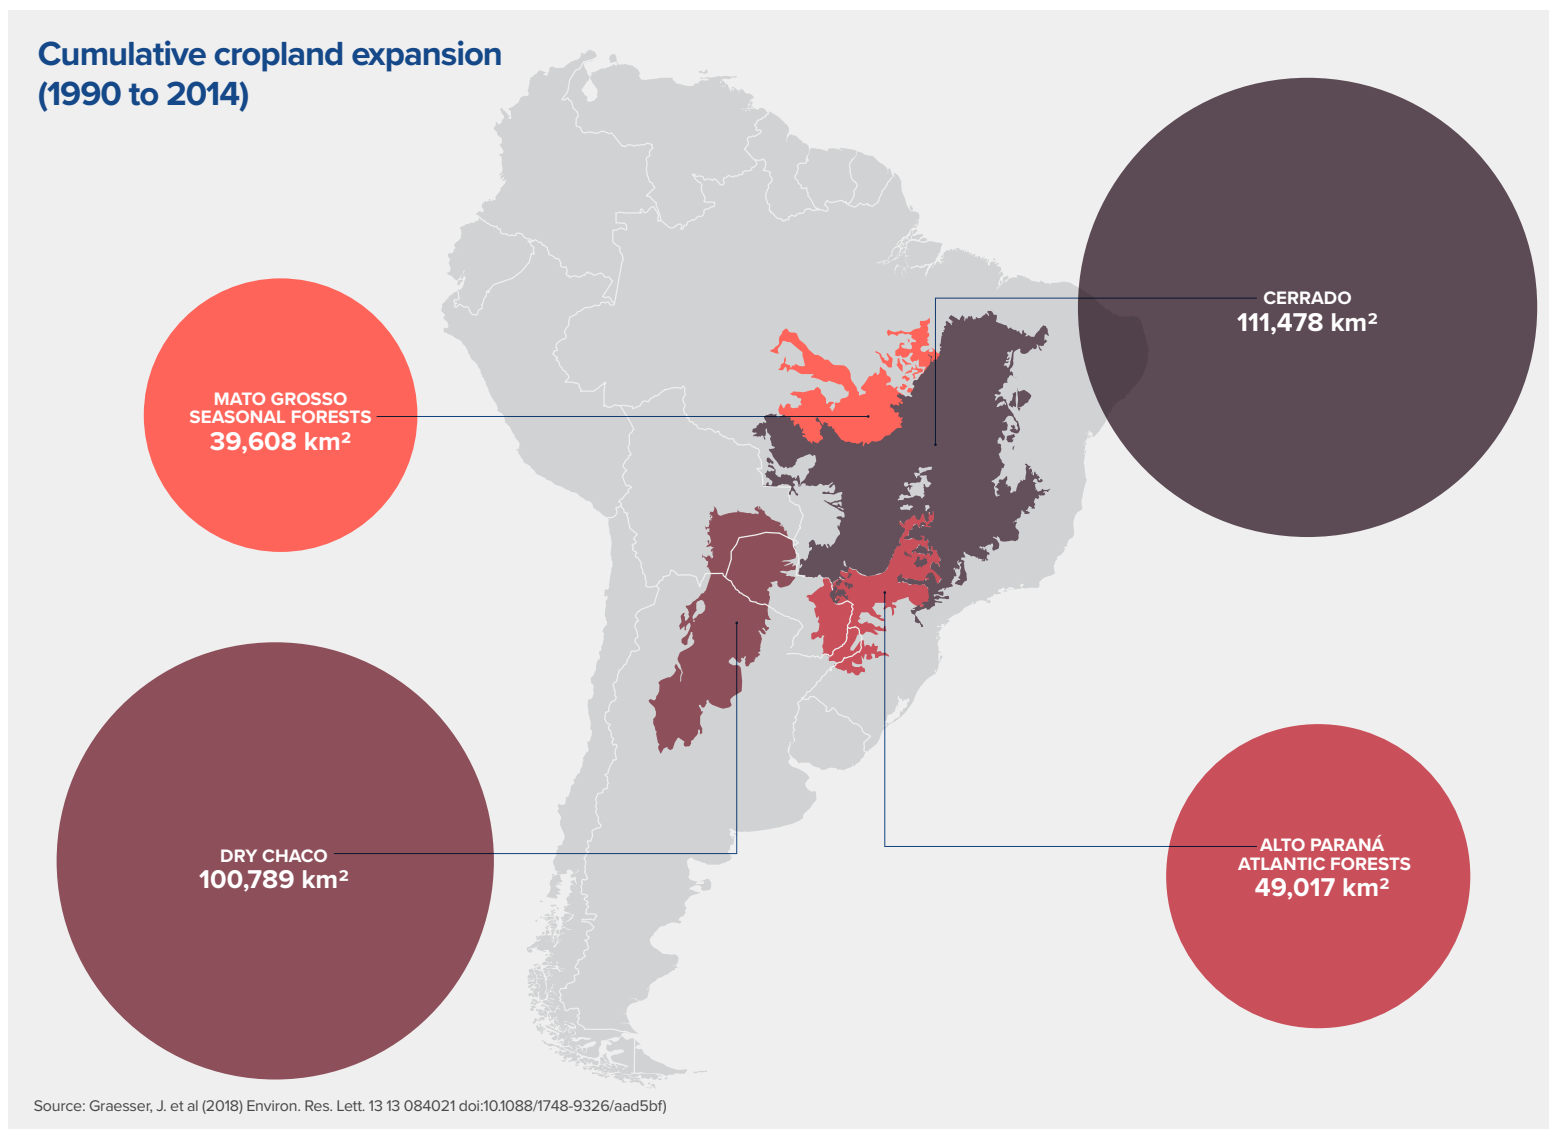 Cumulative cropland expansion
(1990 to 2014)
CERRADO
111,478 km²
MATO GROSSO
SEASONAL FORESTS
39,608 km²
DRY CHACO
100,789 km²
ALTO PARANÁ
ATLANTIC FORESTS
49,017 km²
Source: Graesser, J. et al (2018) Environ. Res. Lett. 13 13 084021 doi:10.1088/1748-9326/aad5bf)